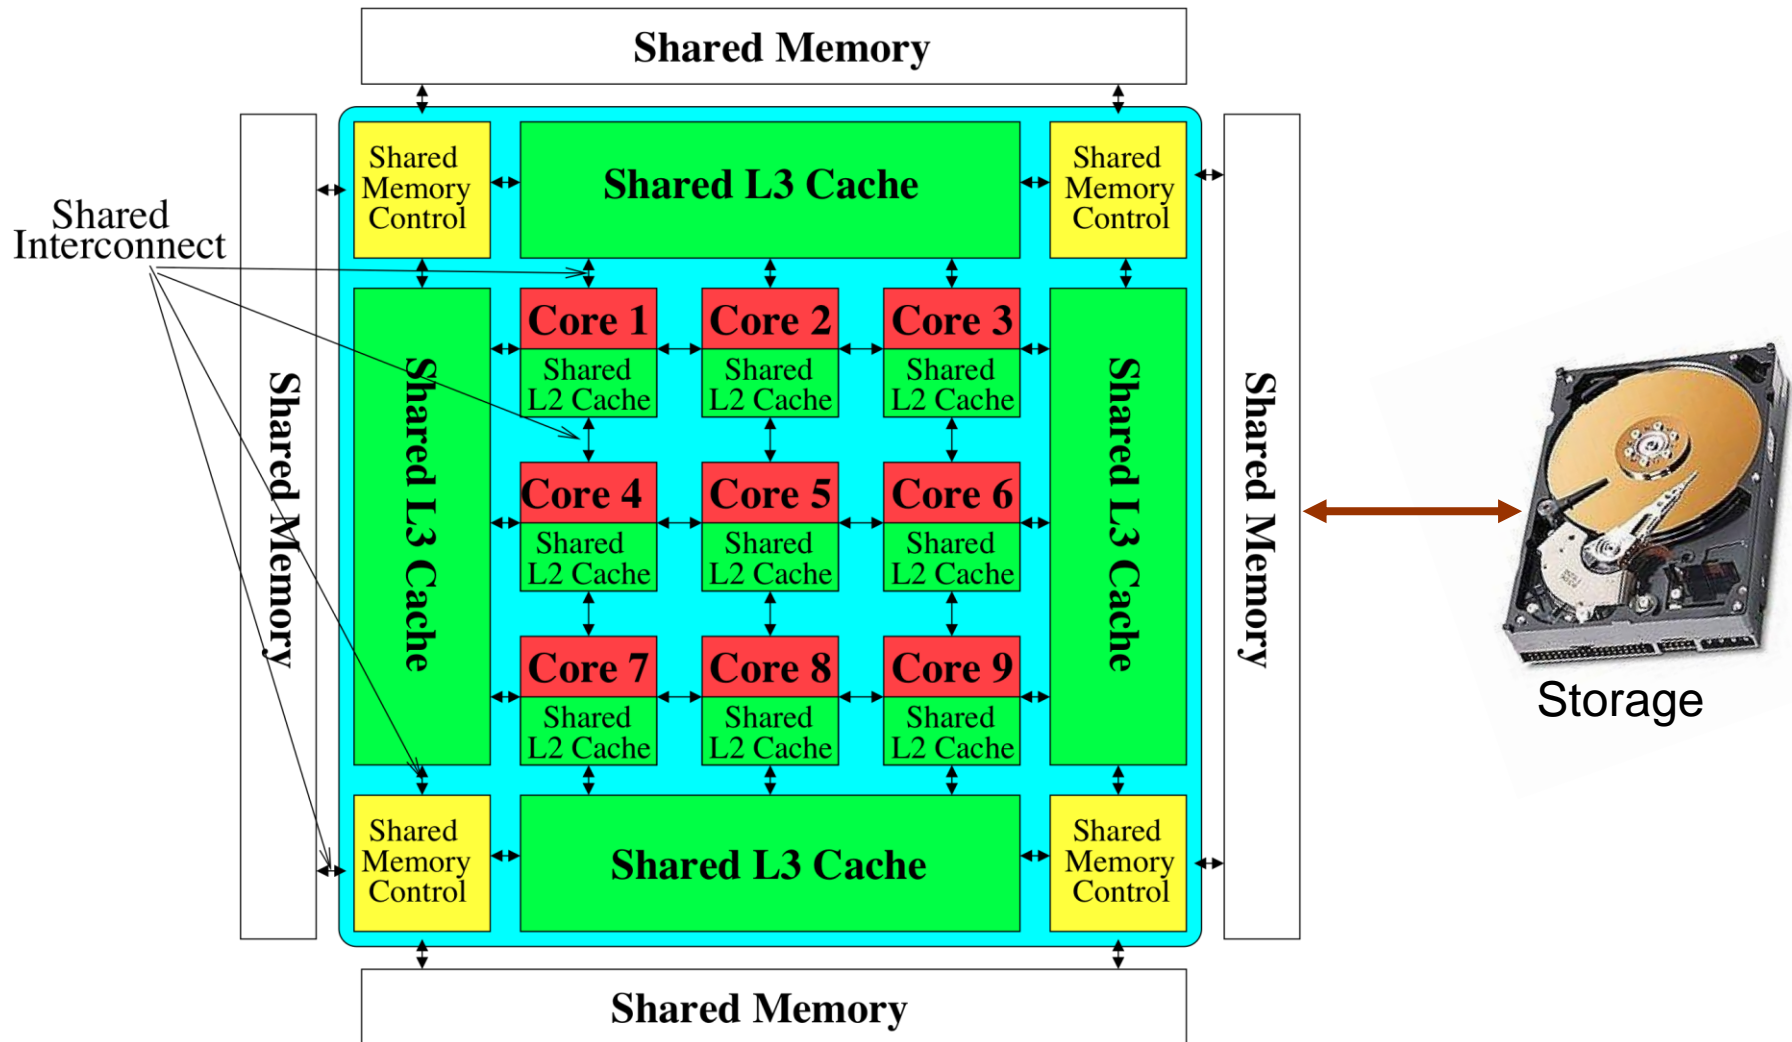 Shared Memory
Shared
Memory
Control
Shared L3 Cache
Shared
Memory
Control
Shared
Interconnect
Shared Memory
Shared L3 Cache
Core 1
Shared
L2 Cache
Core 2
Shared
L2 Cache
Core 3
Shared
L2 Cache
Core 4
Shared
L2 Cache
Core 5
Shared
L2 Cache
Core 6
Shared
L2 Cache
Core 7
Shared
L2 Cache
Core 8
Shared
L2 Cache
Core 9
Shared
L2 Cache
Shared L3 Cache
Shared Memory
Storage
Shared
Memory
Control
Shared L3 Cache
Shared
Memory
Control
Shared Memory